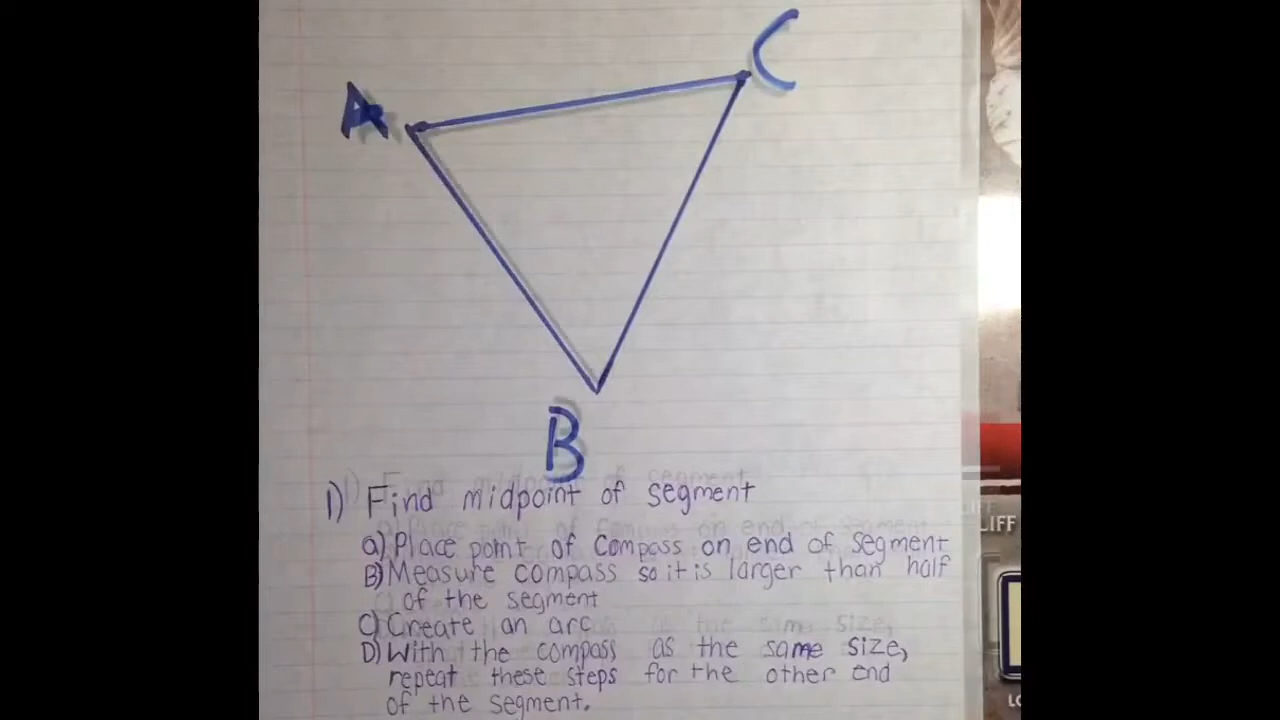 C
A
B
1) Find midpoint of segment
a) Place point of compass on end of segment
B) Measure compass so it is larger than half
of the segment
C) Create an arc
D) With the compass as the same size,
repeat these steps for the other end
of the segment.
LIFF